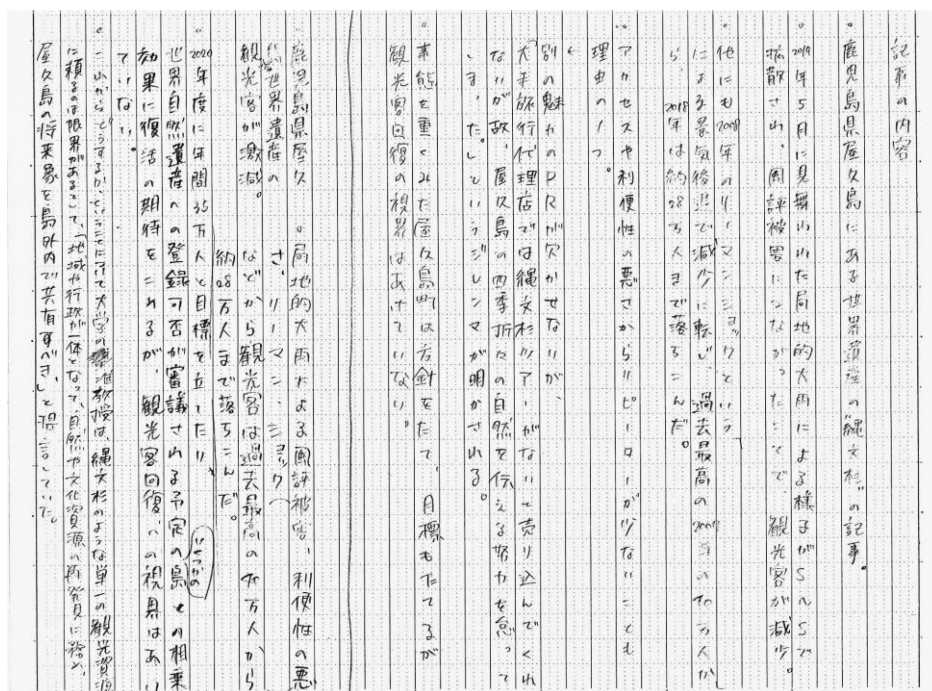 記事の内容
。鹿児島県屋久島にある世界遺産の"縄文杉"の記事。
。2019年5月に見舞われた局地的大雨による様子がSNSで
拡散され、風評被害につながったことで、観光客が減少。
他にも2008年のリーマンショックという
による景気後退で減少に転じ、過去最高の2007年の40万人か
ら、2018年は約28万人まで落ちこんだ。
アクセスや利便性の悪さからリピーターが少ないことも
理由の1つ。
↓
別の魅力のPRが欠かせないが、
「大手旅行代理店では縄文杉ツアーがないと売り込んでくれ
ないが故、屋久島の四季折々の自然を伝える努力を怠って
しまった。」というジレンマが明かされる。
。事態を重くみた屋久島町は方針をたて、目標もたてるが
観光客回復の視界はあけていない。
鹿児島県屋久
世界遺産の
観光客が激減。
。局地的大雨による風評被害、利便性の悪
さ、リーマン・ショック
などから観光客は過去最高の40万人から
約28万人まで落ちこんだ。
。2020年度に年間35万人と目標を立てたり、
いくつかの
世界自然遺産への登録可否が審議される予定の島との相乗
効果に復活の期待をこめるが、観光客回復への視界はあい
ていない。
。これからどうするかということについて大学の准教授は、縄文杉のような単一の観光資源
に頼るのは限界があるとして、「地域や行政が一体となって、自然や文化資源の再発見に務め、
屋久島の将来象を島外内で共有すべき」と提言していた。